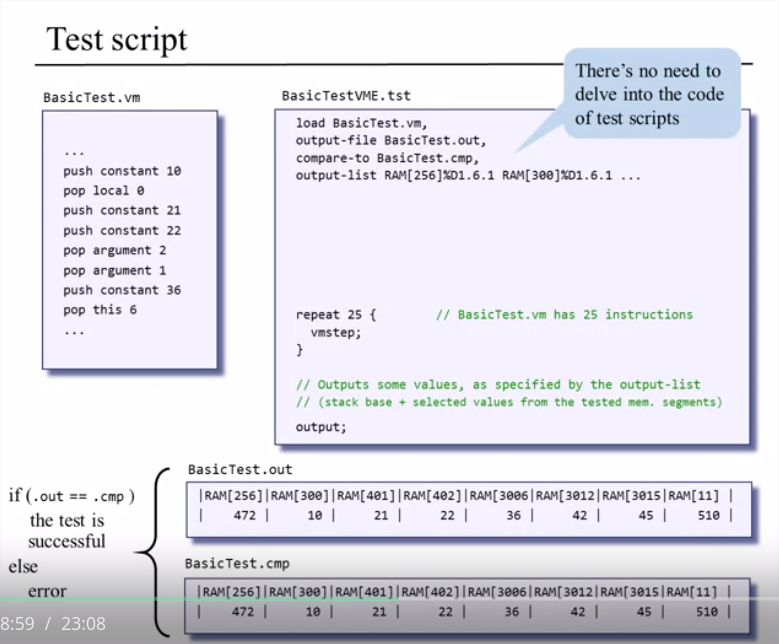 Test script
There's no need to
delve into the code
of test scripts
BasicTest.vm
...
push constant 10
pop local 0
push constant 21
push constant 22
pop argument 2
pop argument 1
push constant 36
pop this 6
...
BasicTestVME.tst
load BasicTest.vm,
output-file BasicTest.out,
compare-to BasicTest.cmp,
output-list RAM[256]%D1.6.1 RAM[300]%D1.6.1 ...
repeat 25 { // BasicTest.vm has 25 instructions
vmstep;
}
// Outputs some values, as specified by the output-list
// (stack base + selected values from the tested mem. segments)
output;
if (.out == .cmp )
the test is
successful
else
error
BasicTest.out
|RAM[256]|RAM[300]|RAM[401]|RAM[402]|RAM[3006|RAM[3012|RAM[3015|RAM[11] |
| 472 | 10 | 21 | 22 | 36 | 42 | 45 | 510 |
BasicTest.cmp
|RAM[256]|RAM[300]|RAM[401]|RAM[402]|RAM[3006|RAM[3012|RAM[3015|RAM[11] |
| 472 | 10 | 21 | 22 | 36 | 42 | 45 | 510 |
8:59 / 23:08